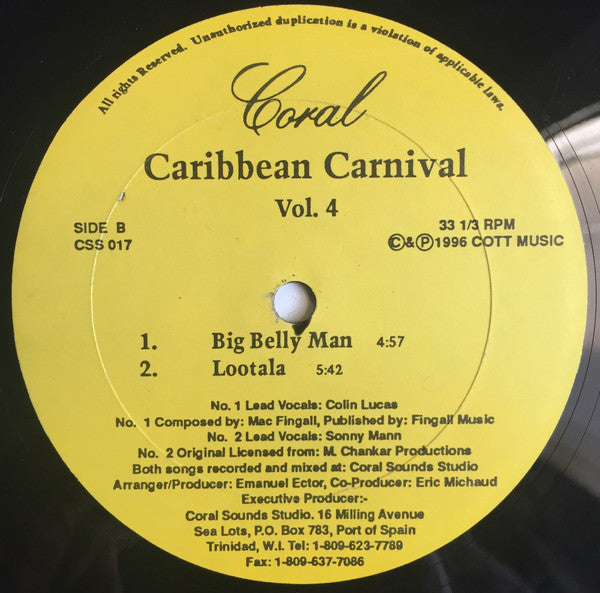 All rights Reserved. Unauthorized duplication is a violation of applicable laws.
Coral
Caribbean Carnival
Vol. 4
SIDE B
CSS 017
33 1/3 RPM
©&℗1996 COTT MUSIC
1. Big Belly Man 4:57
2. Lootala 5:42
No. 1 Lead Vocals: Colin Lucas
No. 1 Composed by: Mac Fingall, Published by: Fingall Music
No. 2 Lead Vocals: Sonny Mann
No. 2 Original Licensed from: M. Chankar Productions
Both songs recorded and mixed at: Coral Sounds Studio
Arranger/Producer: Emanuel Ector, Co-Producer: Eric Michaud
Executive Producer:-
Coral Sounds Studio. 16 Milling Avenue
Sea Lots, P.O. Box 783, Port of Spain
Trinidad, W.I. Tel: 1-809-623-7789
Fax: 1-809-637-7086